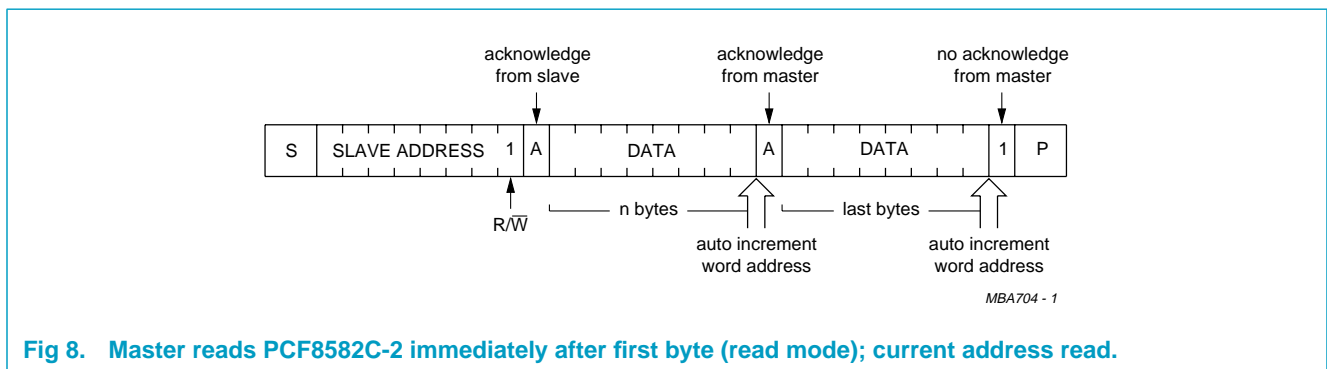 acknowledge
from slave
acknowledge
from master
no acknowledge
from master
S SLAVE ADDRESS 1 A DATA A DATA 1 P
R/W̅
n bytes
last bytes
auto increment
word address
auto increment
word address
MBA704 - 1
Fig 8. Master reads PCF8582C-2 immediately after first byte (read mode); current address read.